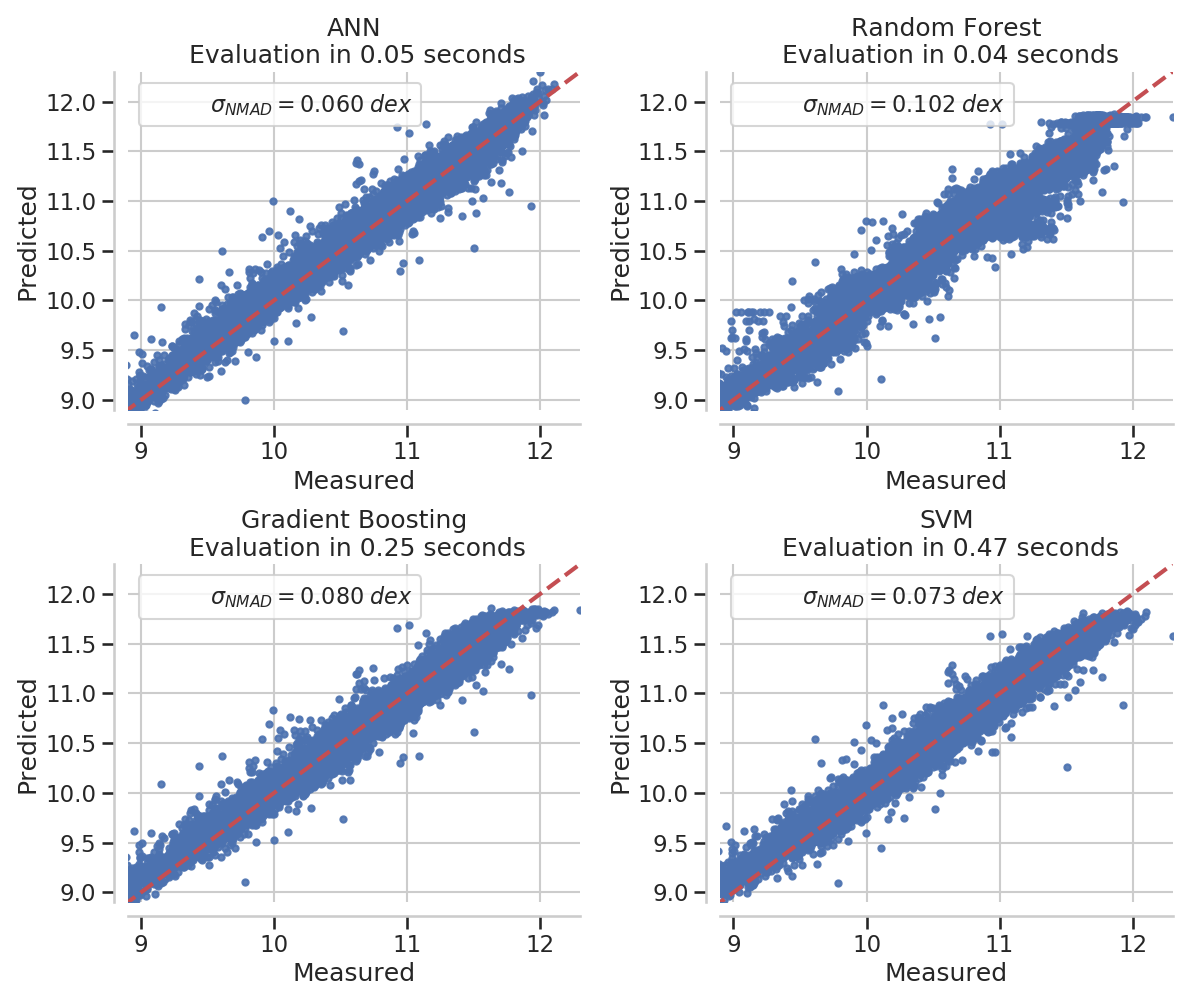 ANN
Evaluation in 0.05 seconds
σNMAD = 0.060 dex
12.0
11.5
11.0
10.5
10.0
9.5
9.0
Predicted
9 10 11 12
Measured
Random Forest
Evaluation in 0.04 seconds
σNMAD = 0.102 dex
12.0
11.5
11.0
10.5
10.0
9.5
9.0
Predicted
9 10 11 12
Measured
Gradient Boosting
Evaluation in 0.25 seconds
σNMAD = 0.080 dex
12.0
11.5
11.0
10.5
10.0
9.5
9.0
Predicted
9 10 11 12
Measured
SVM
Evaluation in 0.47 seconds
σNMAD = 0.073 dex
12.0
11.5
11.0
10.5
10.0
9.5
9.0
Predicted
9 10 11 12
Measured